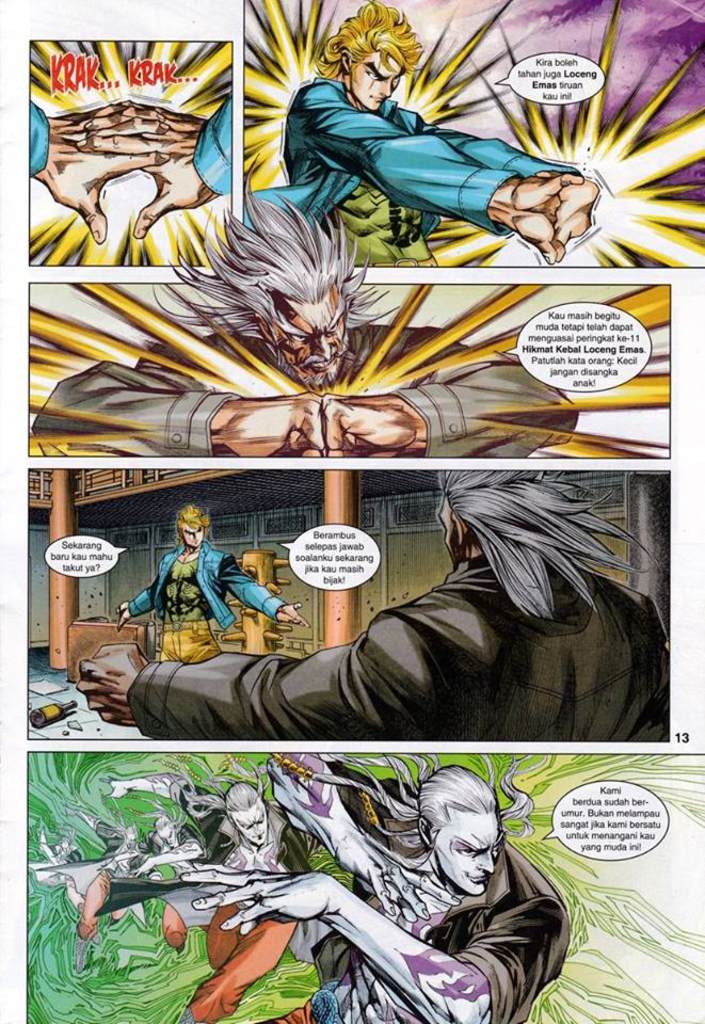 KRAK... KRAK...
Kira boleh
tahan juga Loceng
Emas tiruan
kau ini!
Kau masih begitu
muda tetapi telah dapat
menguasai peringkat ke-11
Hikmat Kebal Loceng Emas.
Patutlah kata orang: Kecil
jangan disangka
anak!
Sekarang
baru kau mahu
takut ya?
Berambus
selepas jawab
soalanku sekarang
jika kau masih
bijak!
13
Kami
berdua sudah ber-
umur. Bukan melampau
sangat jika kami bersatu
untuk menentangi kau
yang muda ini!